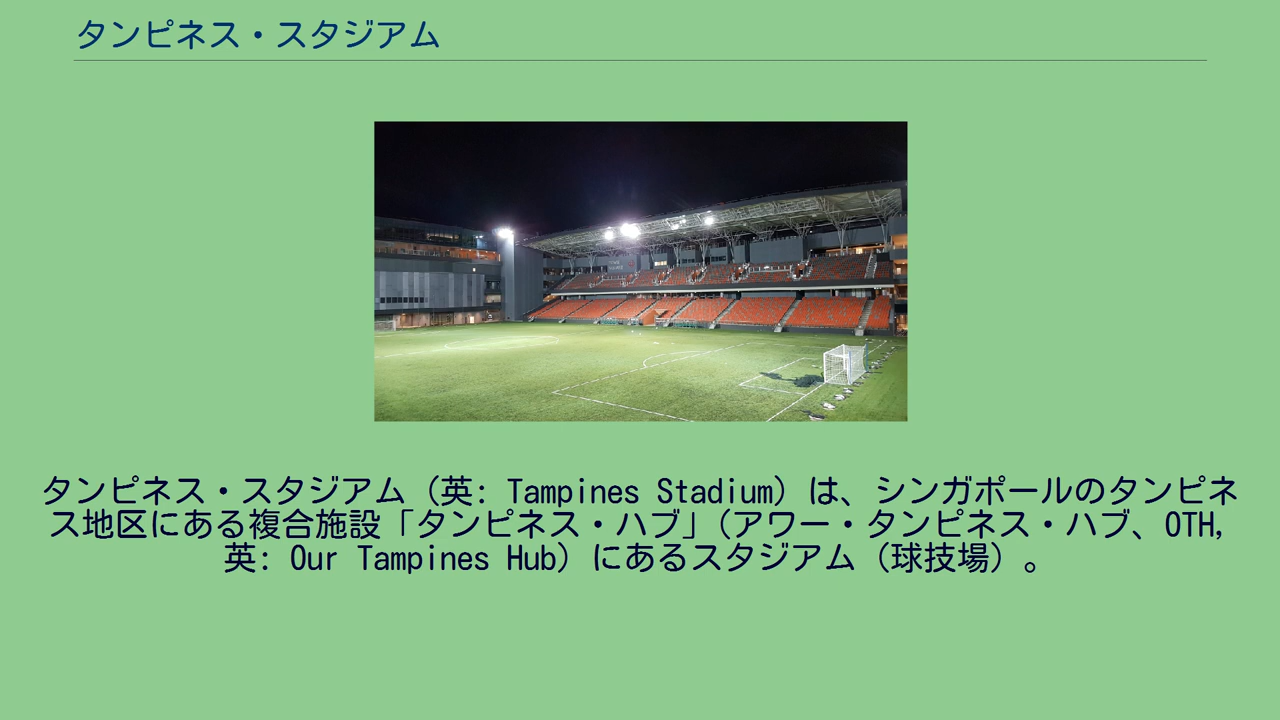 タンピネス・スタジアム
タンピネス・スタジアム（英: Tampines Stadium）は、シンガポールのタンピネ
ス地区にある複合施設「タンピネス・ハブ」（アワー・タンピネス・ハブ、OTH,
英: Our Tampines Hub）にあるスタジアム（球技場）。